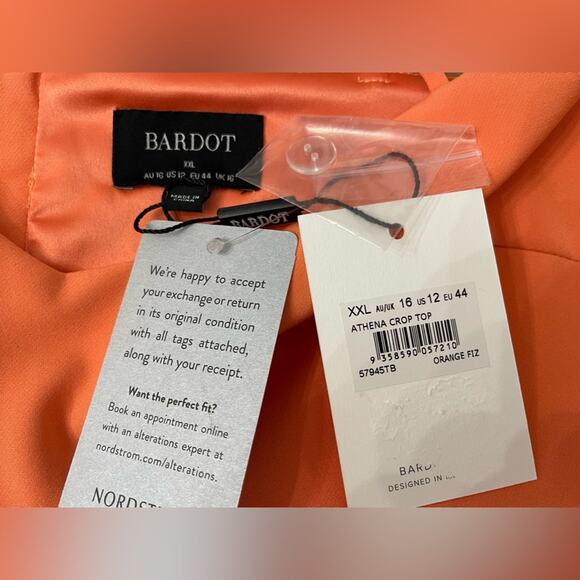 BARDOT
XXL
AU 16 US 12 EU 44 UK 16
MADE IN
CHINA
BARDOT
We're happy to accept
your exchange or return
in its original condition
with all tags attached,
along with your receipt.
Want the perfect fit?
Book an appointment online
with an alterations expert at
nordstrom.com/alterations.
XXL AU/UK 16 US 12 EU 44
ATHENA CROP TOP
9 358590 057210
57945TB ORANGE FIZ
DESIGNED IN